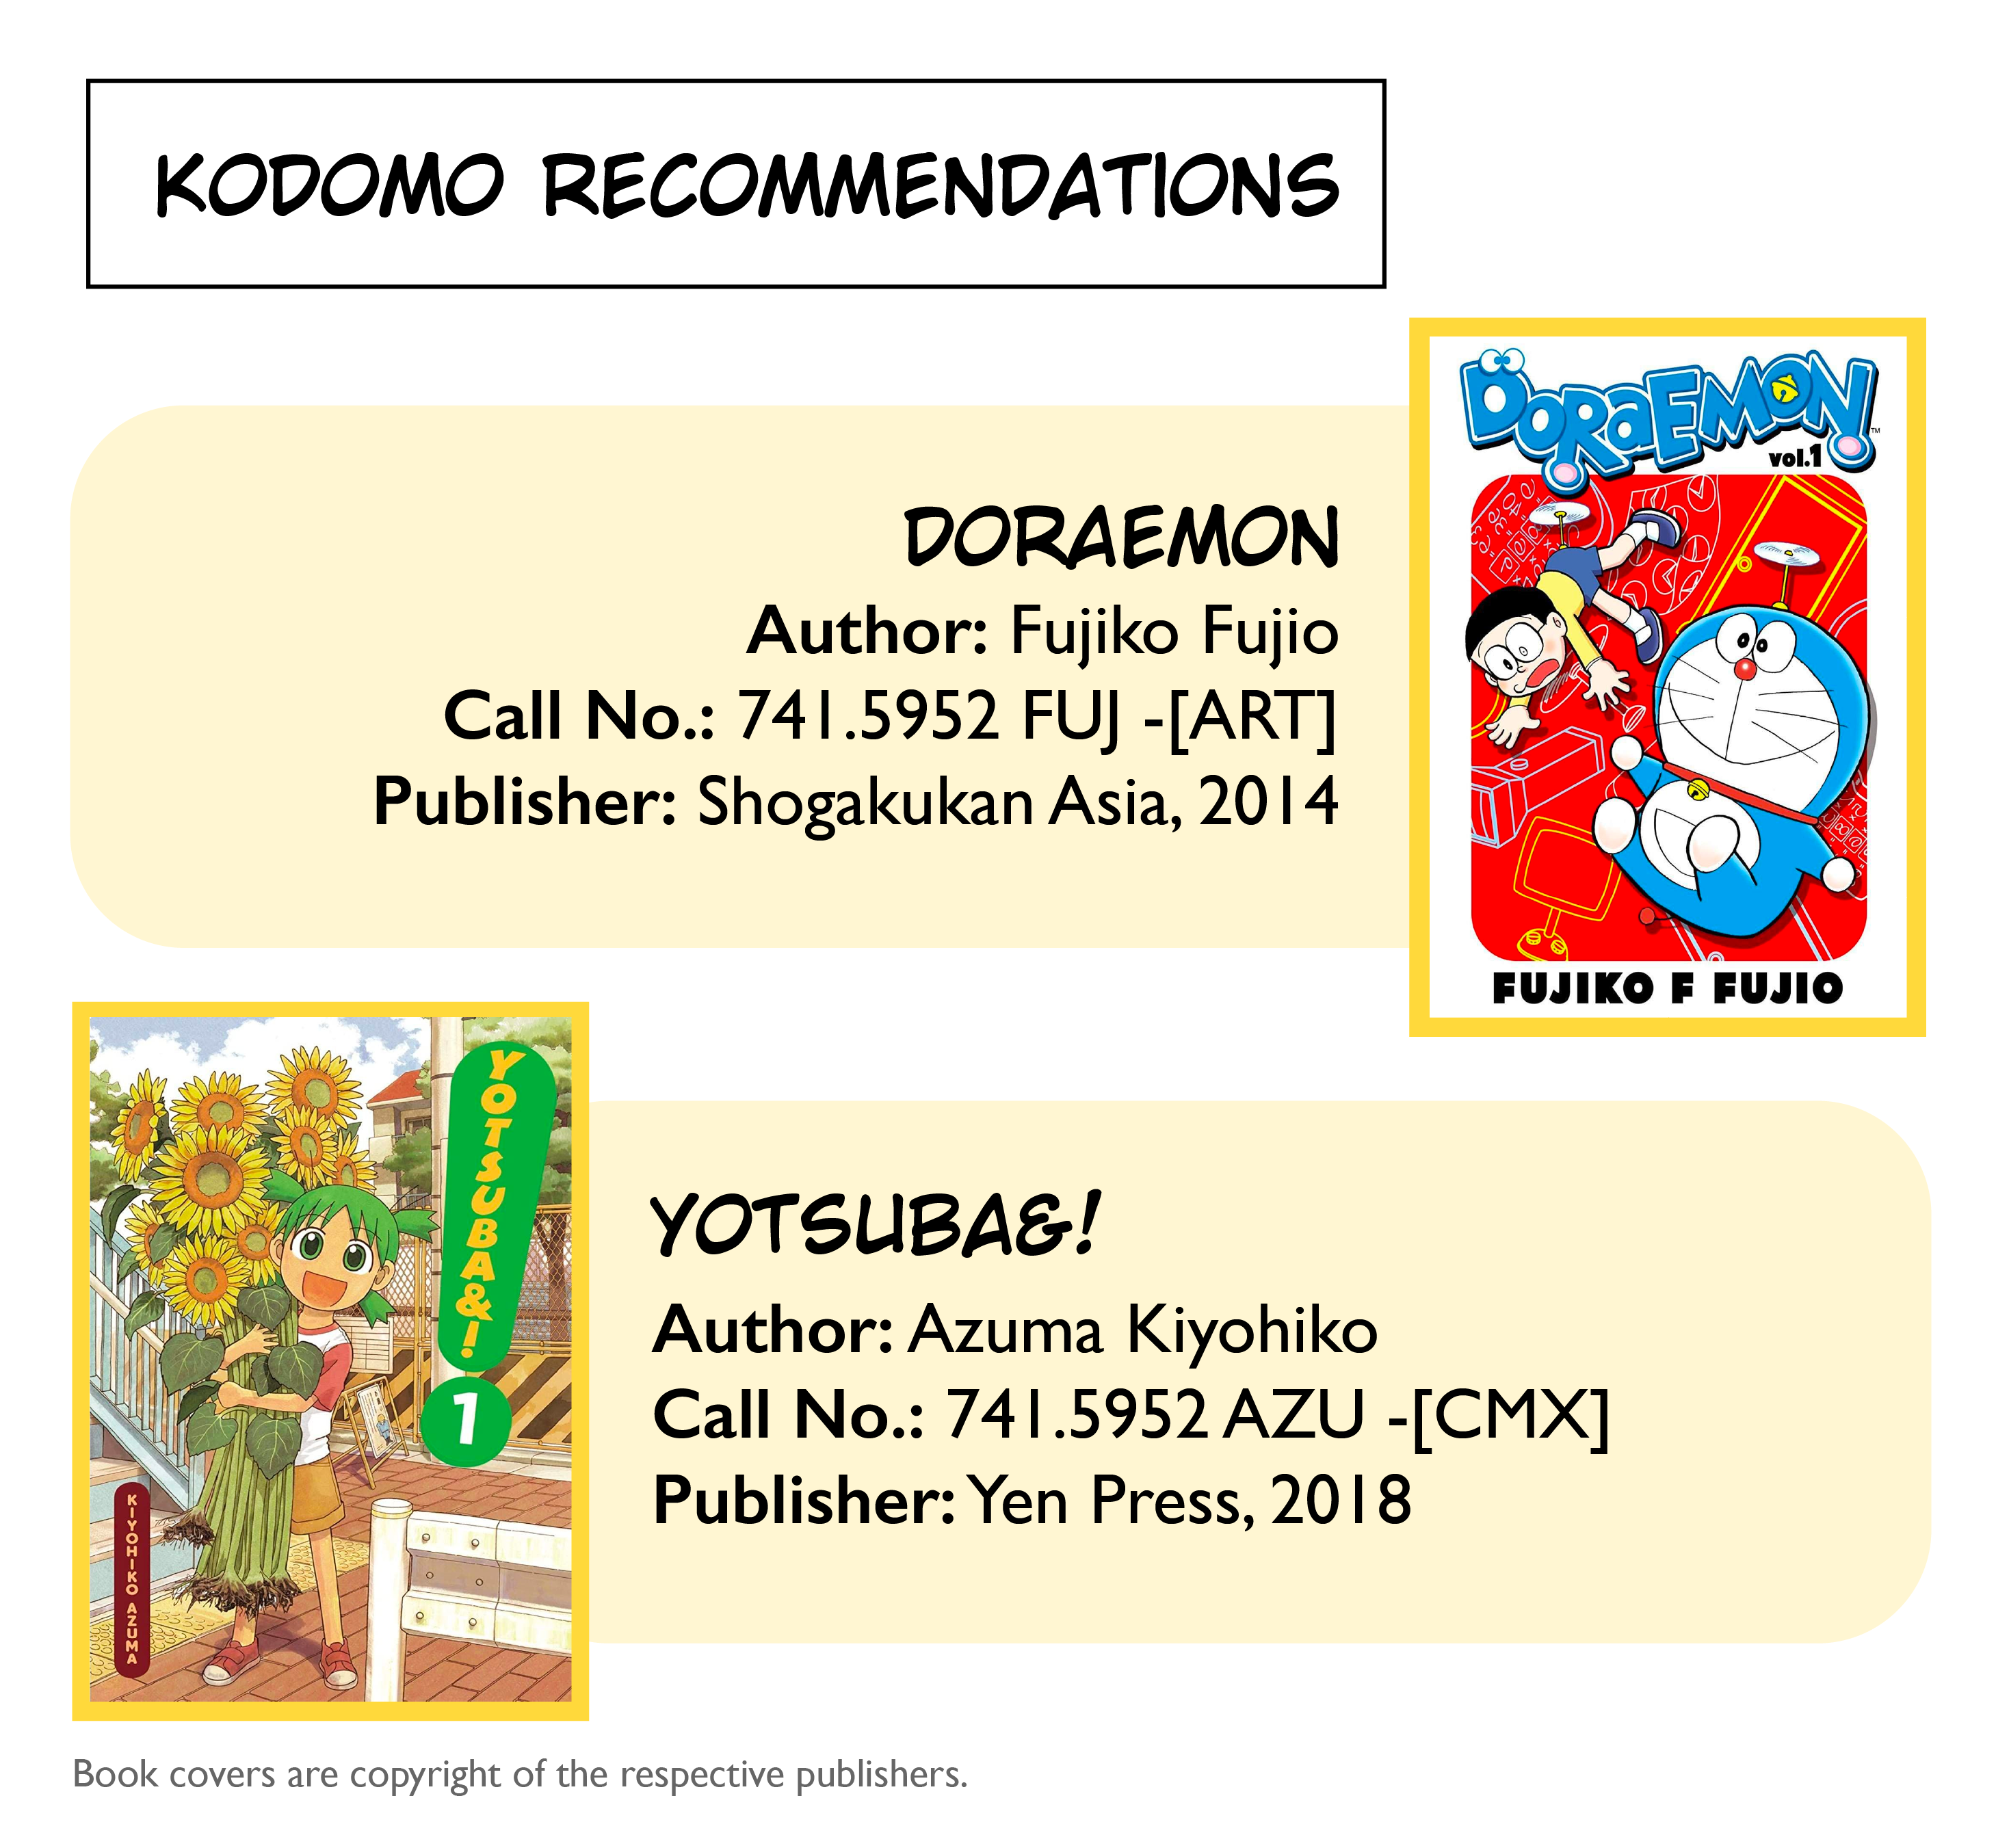 KODOMO RECOMMENDATIONS
DORAEMON
Author: Fujiko Fujio
Call No.: 741.5952 FUJ -[ART]
Publisher: Shogakukan Asia, 2014
DORAEMON
TM
vol.1
FUJIKO F FUJIO
YOTSUBA&!
1
KIYOHIKO AZUMA
YOTSUBA&!
Author: Azuma Kiyohiko
Call No.: 741.5952 AZU -[CMX]
Publisher: Yen Press, 2018
Book covers are copyright of the respective publishers.